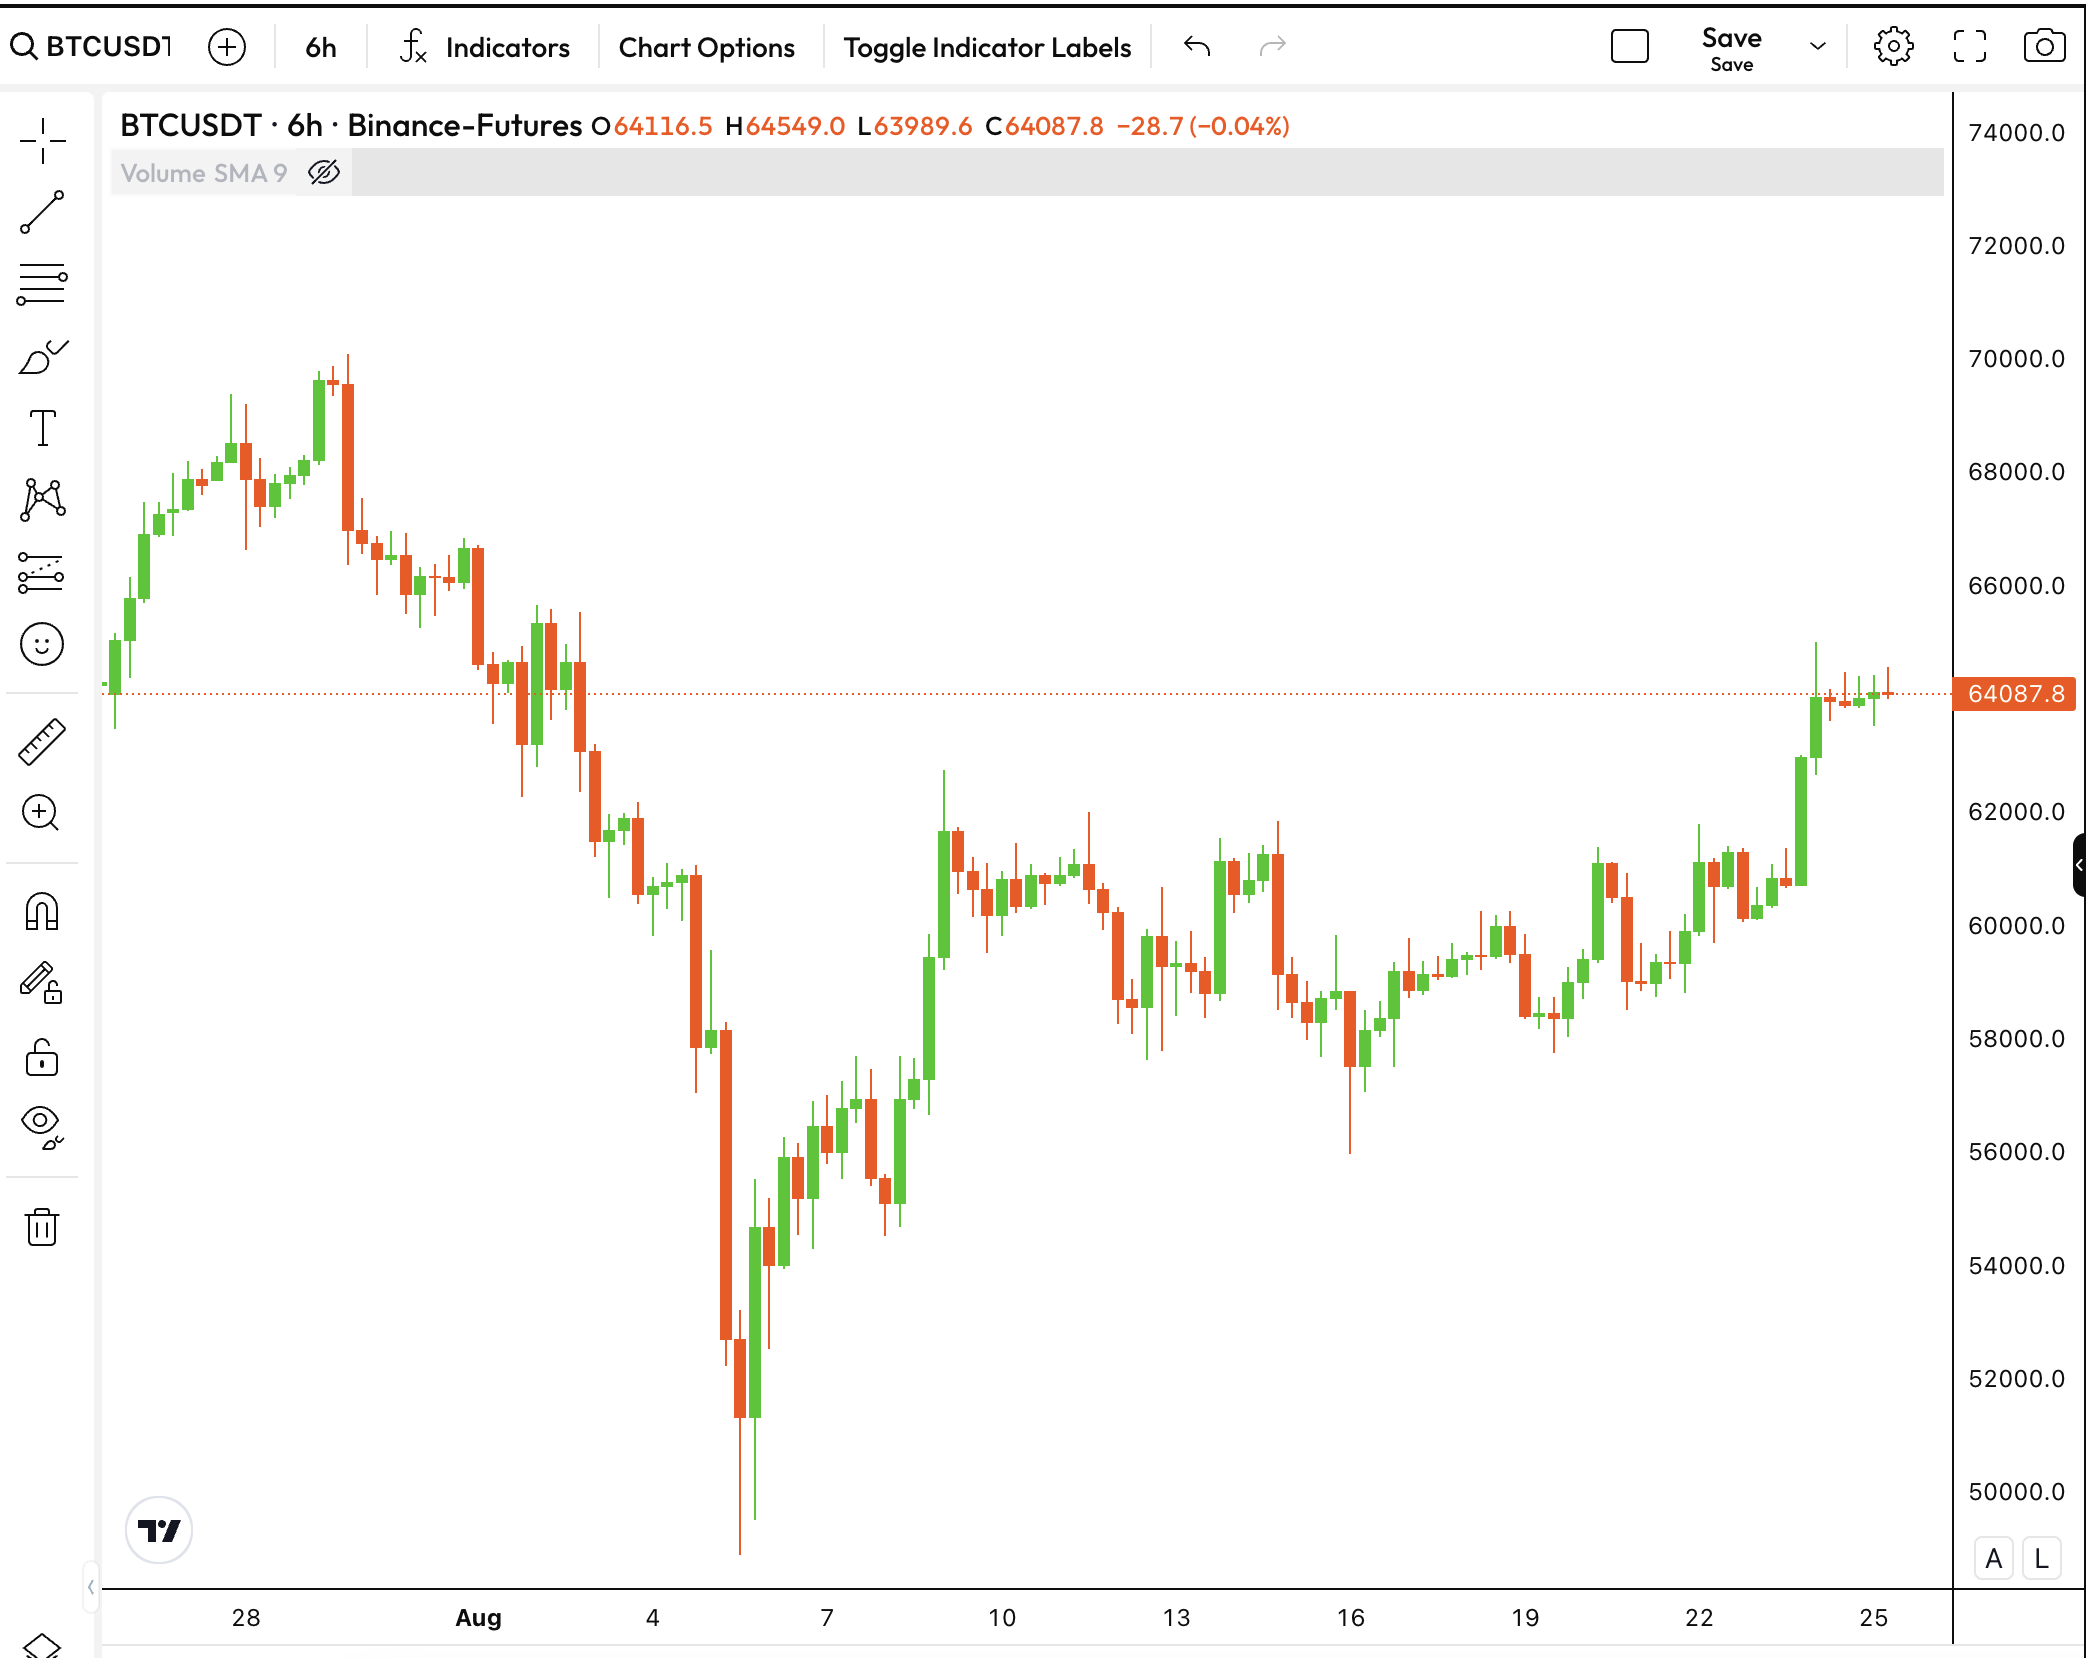 BTCUSDT
6h
Indicators
Chart Options
Toggle Indicator Labels
Save
Save
BTCUSDT · 6h · Binance-Futures O64116.5 H64549.0 L63989.6 C64087.8 −28.7 (−0.04%)
Volume SMA 9
74000.0
72000.0
70000.0
68000.0
66000.0
64087.8
62000.0
60000.0
58000.0
56000.0
54000.0
52000.0
50000.0
A L
28 Aug 4 7 10 13 16 19 22 25